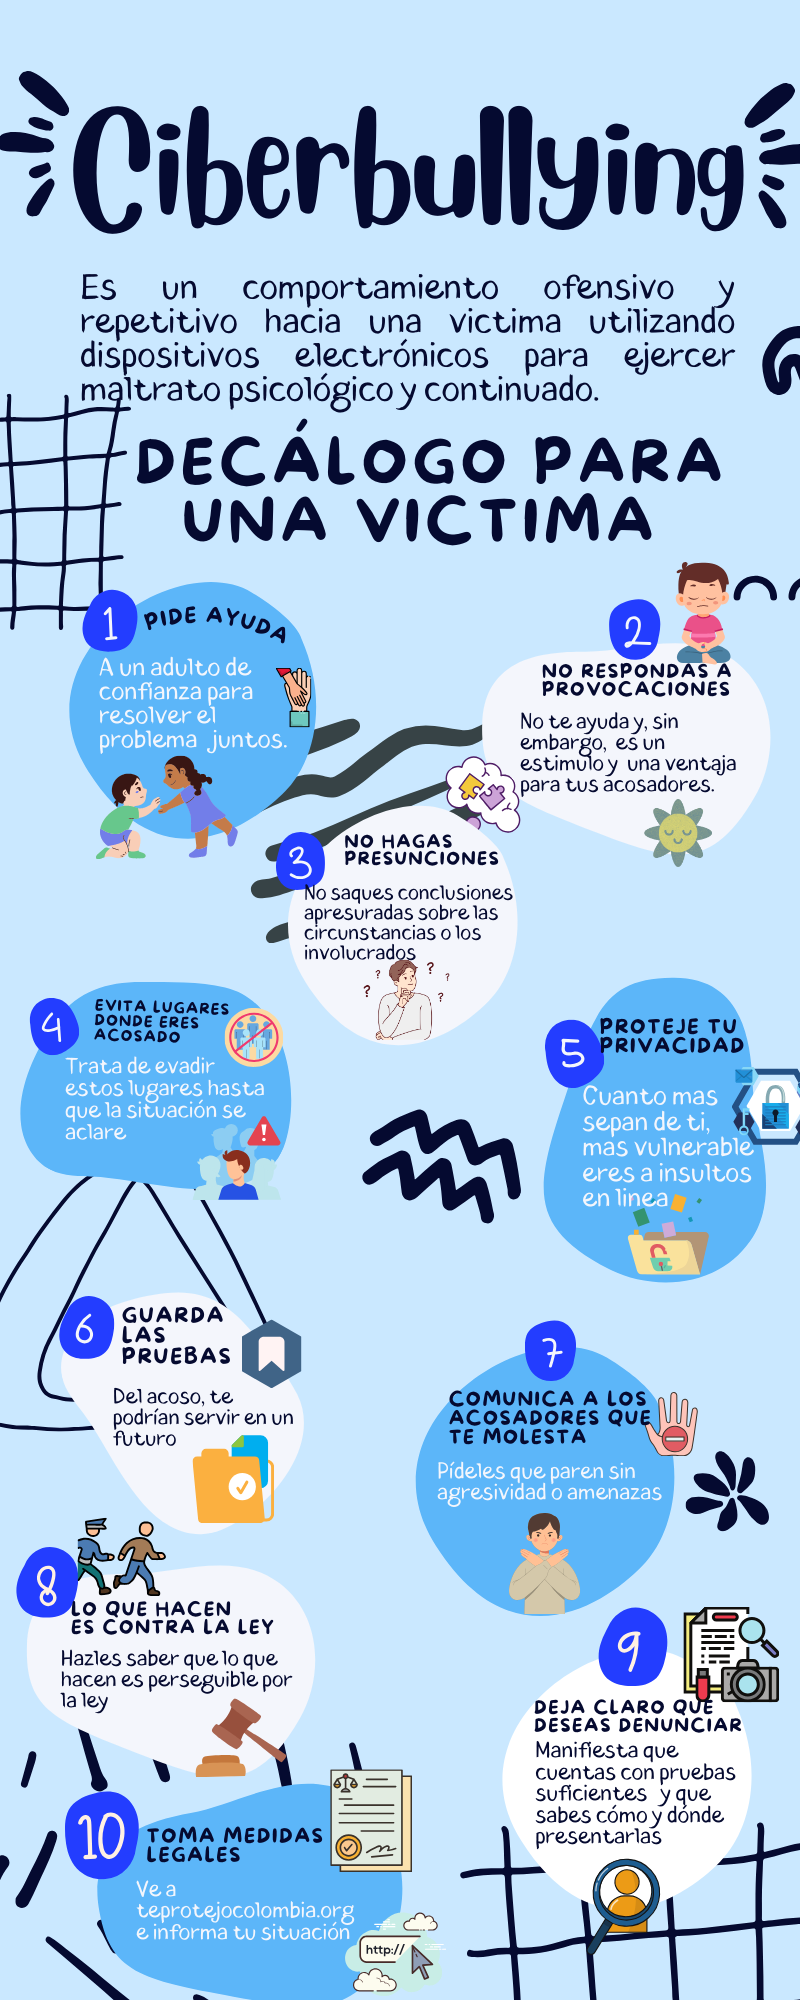 Ciberbullying
Es un comportamiento ofensivo y
repetitivo hacia una victima utilizando
dispositivos electrónicos para ejercer
maltrato psicológico y continuado.
DECÁLOGO PARA
UNA VICTIMA
1
PIDE AYUDA
A un adulto de
confianza para
resolver el
problema juntos.
2
NO RESPONDAS A
PROVOCACIONES
No te ayuda y, sin
embargo, es un
estimulo y una ventaja
para tus acosadores.
3
NO HAGAS
PRESUNCIONES
No saques conclusiones
apresuradas sobre las
circunstancias o los
involucrados
4
EVITA LUGARES
DONDE ERES
ACOSADO
Trata de evadir
estos lugares hasta
que la situación se
aclare
5
PROTEJE TU
PRIVACIDAD
Cuanto mas
sepan de ti,
mas vulnerable
eres a insultos
en linea
6
GUARDA
LAS
PRUEBAS
Del acoso, te
podrían servir en un
futuro
7
COMUNICA A LOS
ACOSADORES QUE
TE MOLESTA
Pídeles que paren sin
agresividad o amenazas
8
LO QUE HACEN
ES CONTRA LA LEY
Hazles saber que lo que
hacen es perseguible por
la ley
9
DEJA CLARO QUE
DESEAS DENUNCIAR
Manifiesta que
cuentas con pruebas
suficientes y que
sabes cómo y dónde
presentarlas
10
TOMA MEDIDAS
LEGALES
Ve a
teprotejocolombia.org
e informa tu situación
http://